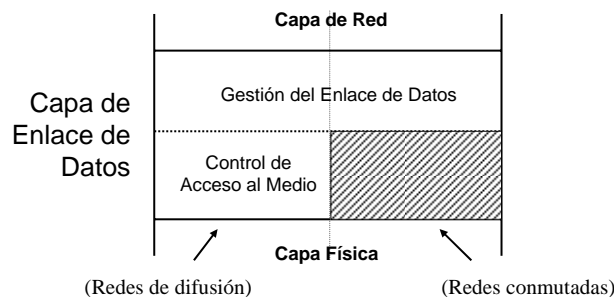 Capa de Red
Gestión del Enlace de Datos
Capa de
Enlace de
Datos
Control de
Acceso al Medio
Capa Física
(Redes de difusión)
(Redes conmutadas)